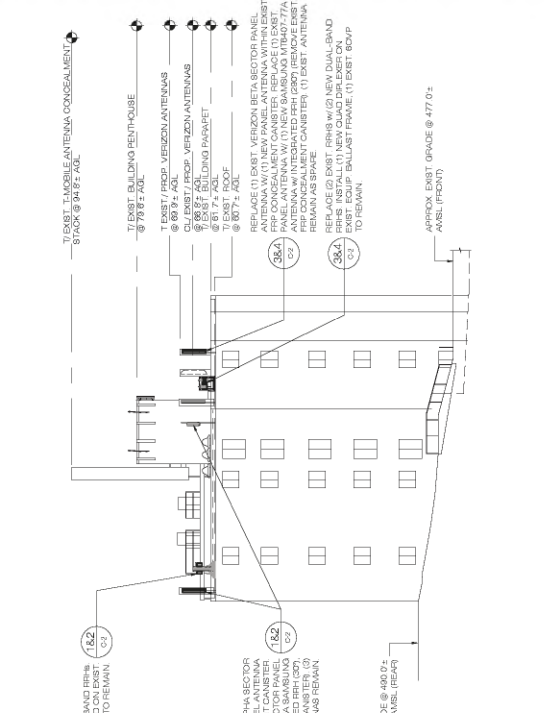 T/ EXIST. T-MOBILE ANTENNA CONCEALMENT
STACK @ 94.8'± AGL
T/ EXIST. BUILDING PENTHOUSE
@ 79.6'± AGL
T EXIST / PROP. VERIZON ANTENNAS
@ 69.9'± AGL
CL/ EXIST / PROP. VERIZON ANTENNAS
@ 66.8'± AGL
T/ EXIST. BUILDING PARAPET
@ 61.7'± AGL
T/ EXIST. ROOF
@ 60.7'± AGL
REPLACE (1) EXIST. VERIZON BETA SECTOR PANEL
ANTENNA W/ (1) NEW PANEL ANTENNA WITHIN EXIST
FRP CONCEALMENT CANISTER. REPLACE (1) EXIST.
PANEL ANTENNA W/ (1) NEW SAMSUNG MT6407-77A
ANTENNA w/ INTEGRATED RRH (REMOVE EXIST
FRP CONCEALMENT CANISTER). (1) EXIST. ANTENNA
REMAIN AS SPARE
3&4
C-2
REPLACE (2) EXIST. RRHS w/ (2) NEW DUAL-BAND
RRHS. INSTALL (1) NEW QUAD DIPLEXER ON
EXIST. EQUIP. BALLAST FRAME, (1) EXIST. 6OVP
TO REMAIN
3&4
C-2
APPROX. EXIST GRADE @ 477.0'±
AMSL (FRONT)
1&2
C-2
BAND RRHs
D ON EXIST.
TO REMAIN
1&2
C-2
PHA SECTOR
EL ANTENNA
T CANISTER.
CTOR PANEL
SAMSUNG
ED RRH (30°)
ANISTER). (3)
NAS REMAIN
DE @ 490.0'±
AMSL (REAR)